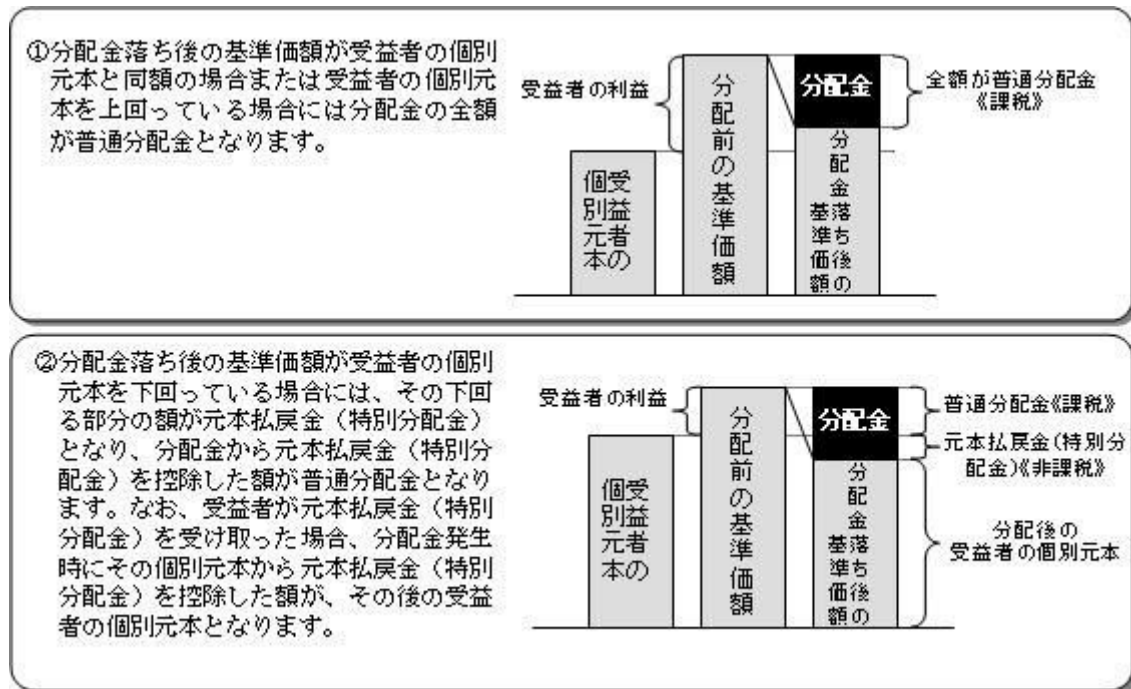 ①分配金落ち後の基準価額が受益者の個別
元本と同額の場合または受益者の個別元
本を上回っている場合には分配金の全額
が普通分配金となります。
受益者の利益
個別元本
受益者の
分配前の基準価額
分配金
分配金落ち後の
基準価額
全額が普通分配金
《課税》
②分配金落ち後の基準価額が受益者の個別
元本を下回っている場合には、その下回
る部分の額が元本払戻金（特別分配金）
となり、分配金から元本払戻金（特別分
配金）を控除した額が普通分配金となり
ます。なお、受益者が元本払戻金（特別
分配金）を受け取った場合、分配金発生
時にその個別元本から元本払戻金（特別
分配金）を控除した額が、その後の受益
者の個別元本となります。
受益者の利益
受益者の
個別元本
分配前の基準価額
分配金
分配金落ち後の
基準価額
普通分配金《課税》
元本払戻金（特別分
配金）《非課税》
分配後の
受益者の個別元本